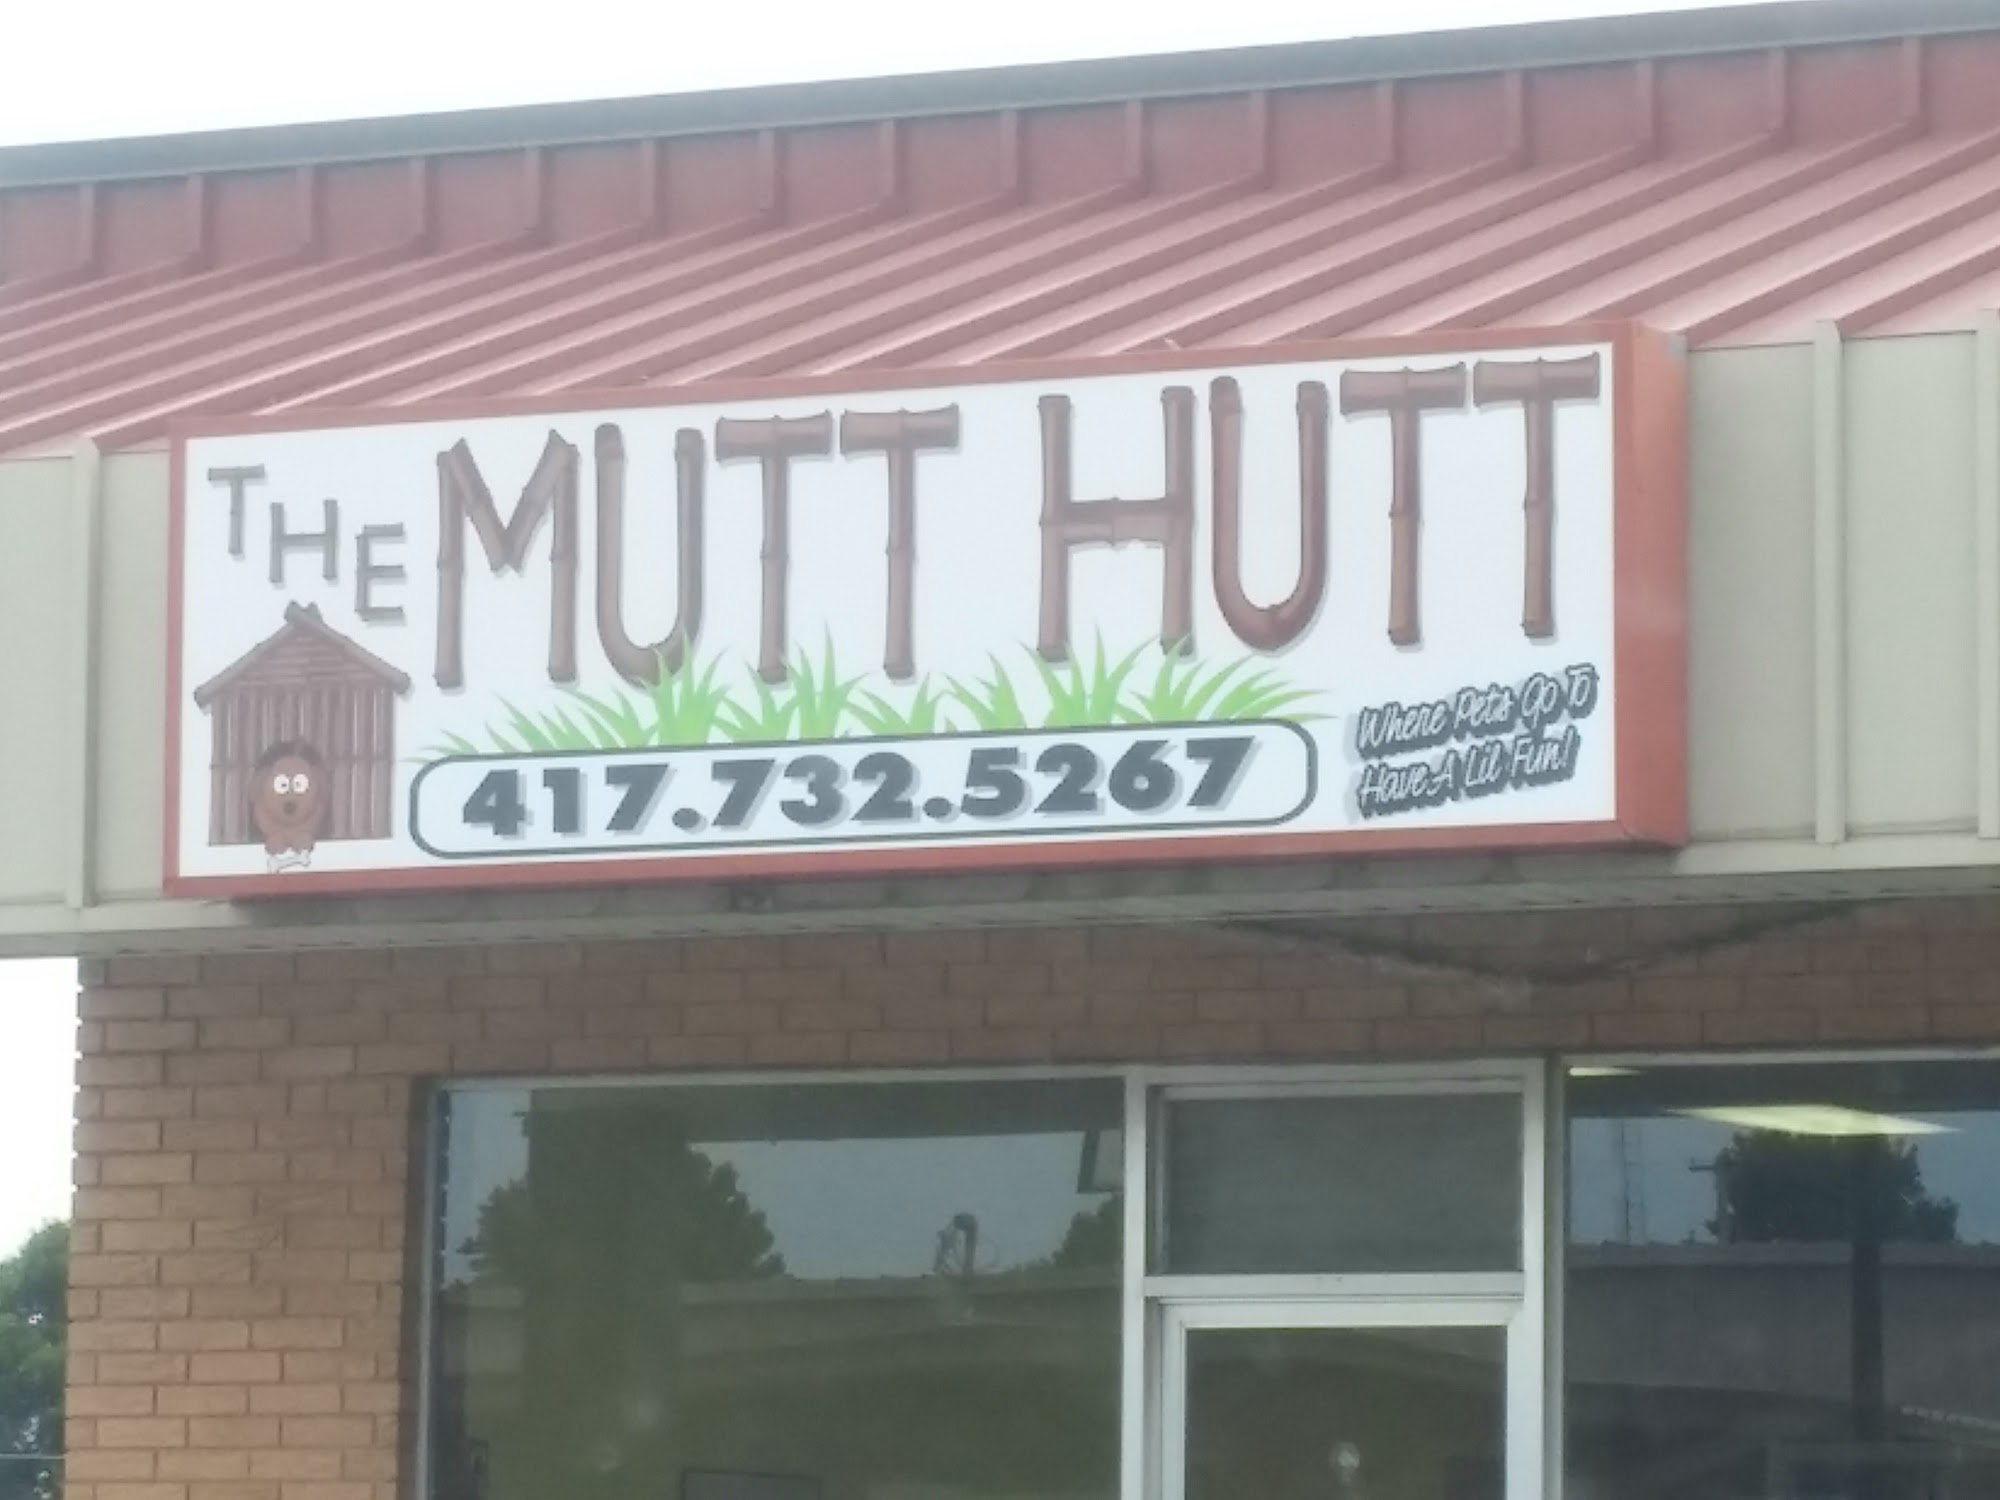 THE MUTT HUTT
417.732.5267
Where Pets Go To
Have A Lil Fun!